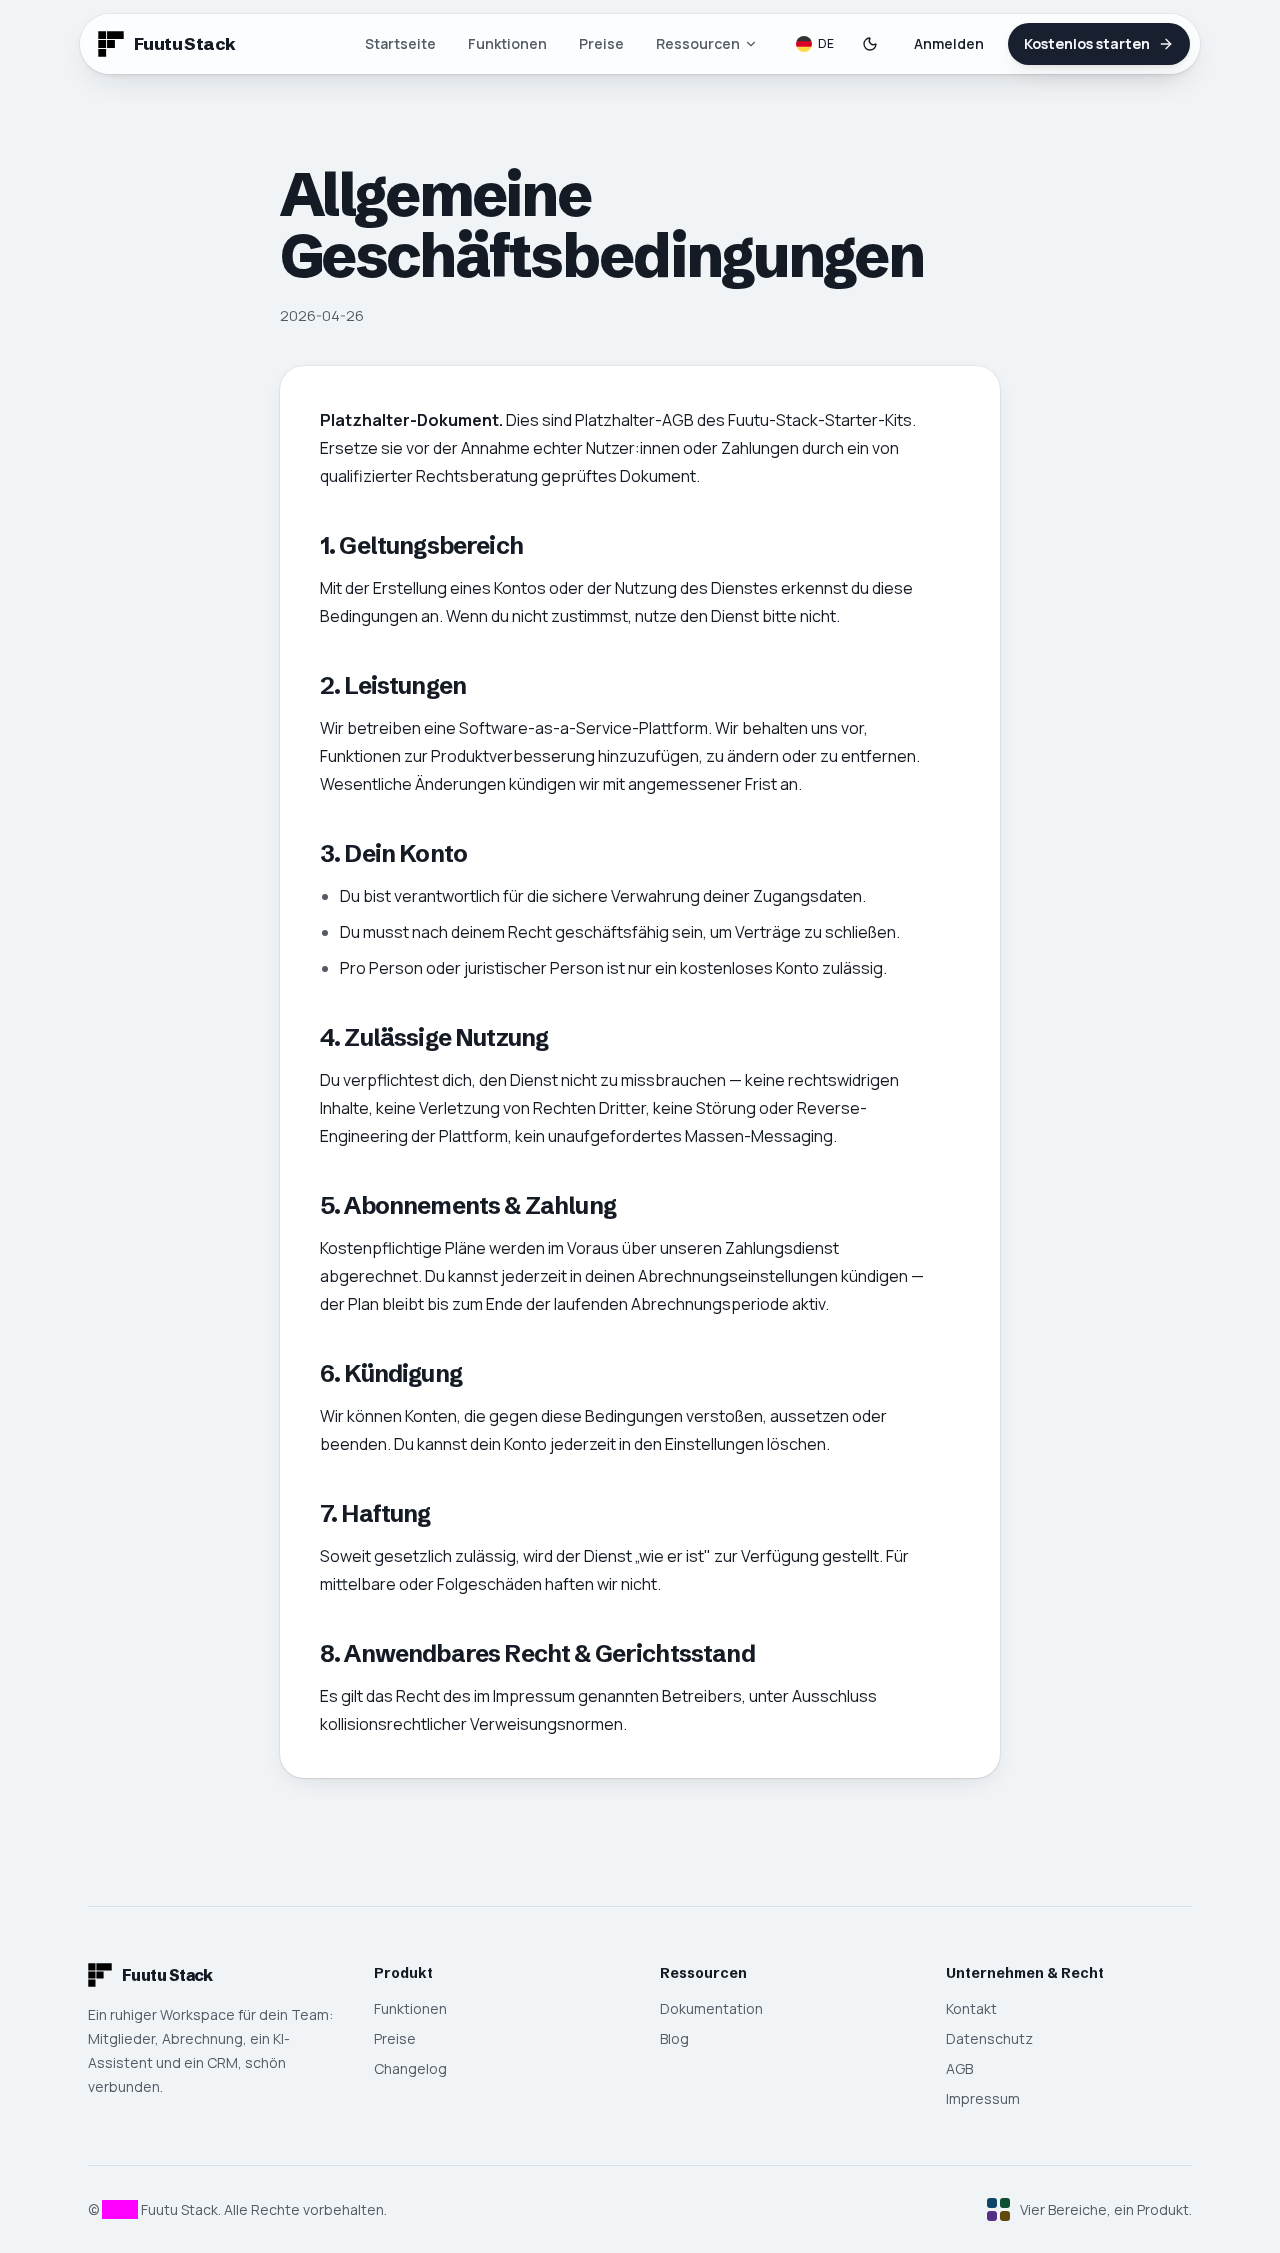 Fuutu Stack
Startseite
Funktionen
Preise
Ressourcen
DE
Anmelden
Kostenlos starten
Allgemeine
Geschäftsbedingungen
2026-04-26
Platzhalter-Dokument. Dies sind Platzhalter-AGB des Fuutu-Stack-Starter-Kits.
Ersetze sie vor der Annahme echter Nutzer:innen oder Zahlungen durch ein von
qualifizierter Rechtsberatung geprüftes Dokument.
1. Geltungsbereich
Mit der Erstellung eines Kontos oder der Nutzung des Dienstes erkennst du diese
Bedingungen an. Wenn du nicht zustimmst, nutze den Dienst bitte nicht.
2. Leistungen
Wir betreiben eine Software-as-a-Service-Plattform. Wir behalten uns vor,
Funktionen zur Produktverbesserung hinzuzufügen, zu ändern oder zu entfernen.
Wesentliche Änderungen kündigen wir mit angemessener Frist an.
3. Dein Konto
• Du bist verantwortlich für die sichere Verwahrung deiner Zugangsdaten.
• Du musst nach deinem Recht geschäftsfähig sein, um Verträge zu schließen.
• Pro Person oder juristischer Person ist nur ein kostenloses Konto zulässig.
4. Zulässige Nutzung
Du verpflichtest dich, den Dienst nicht zu missbrauchen — keine rechtswidrigen
Inhalte, keine Verletzung von Rechten Dritter, keine Störung oder Reverse-
Engineering der Plattform, kein unaufgefordertes Massen-Messaging.
5. Abonnements & Zahlung
Kostenpflichtige Pläne werden im Voraus über unseren Zahlungsdienst
abgerechnet. Du kannst jederzeit in deinen Abrechnungseinstellungen kündigen —
der Plan bleibt bis zum Ende der laufenden Abrechnungsperiode aktiv.
6. Kündigung
Wir können Konten, die gegen diese Bedingungen verstoßen, aussetzen oder
beenden. Du kannst dein Konto jederzeit in den Einstellungen löschen.
7. Haftung
Soweit gesetzlich zulässig, wird der Dienst „wie er ist" zur Verfügung gestellt. Für
mittelbare oder Folgeschäden haften wir nicht.
8. Anwendbares Recht & Gerichtsstand
Es gilt das Recht des im Impressum genannten Betreibers, unter Ausschluss
kollisionsrechtlicher Verweisungsnormen.
Fuutu Stack
Ein ruhiger Workspace für dein Team:
Mitglieder, Abrechnung, ein KI-
Assistent und ein CRM, schön
verbunden.
Produkt
Funktionen
Preise
Changelog
Ressourcen
Dokumentation
Blog
Unternehmen & Recht
Kontakt
Datenschutz
AGB
Impressum
© Fuutu Stack. Alle Rechte vorbehalten.
Vier Bereiche, ein Produkt.